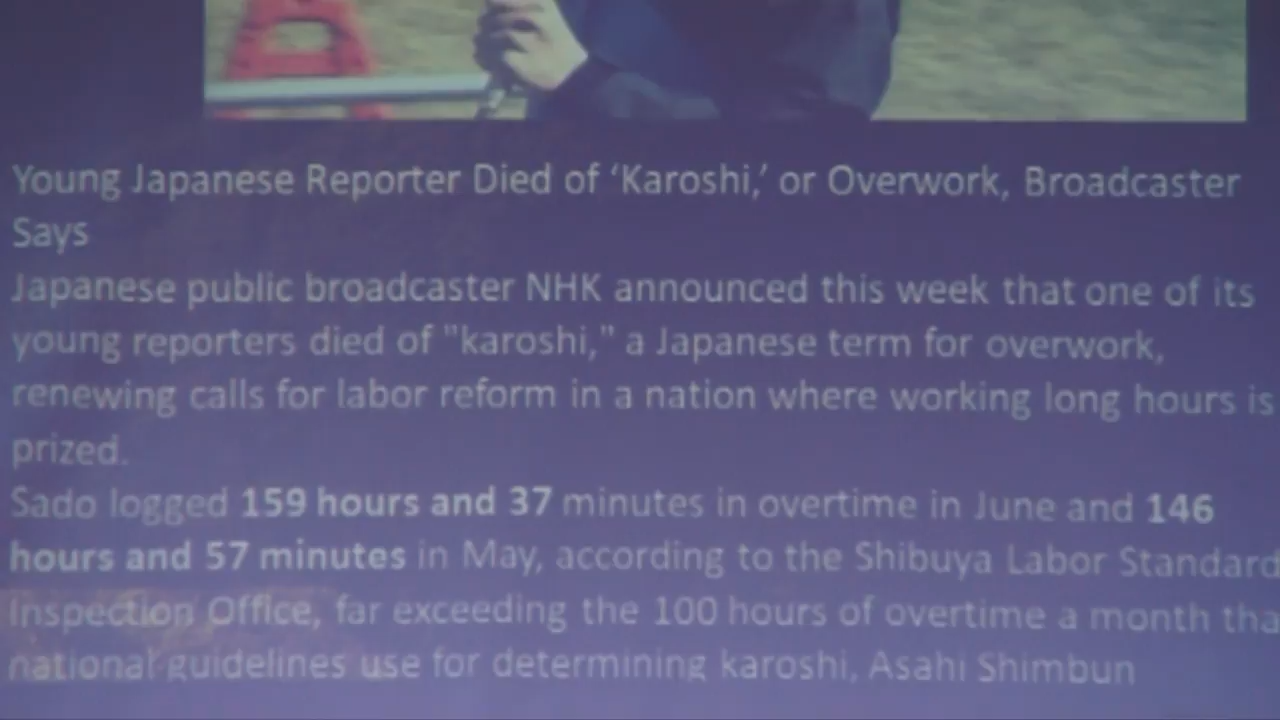 Young Japanese Reporter Died of ‘Karoshi,’ or Overwork, Broadcaster
Says
Japanese public broadcaster NHK announced this week that one of its
young reporters died of "karoshi," a Japanese term for overwork,
renewing calls for labor reform in a nation where working long hours is
prized.
Sado logged 159 hours and 37 minutes in overtime in June and 146
hours and 57 minutes in May, according to the Shibuya Labor Standard
Inspection Office, far exceeding the 100 hours of overtime a month tha
national guidelines use for determining karoshi, Asahi Shimbun